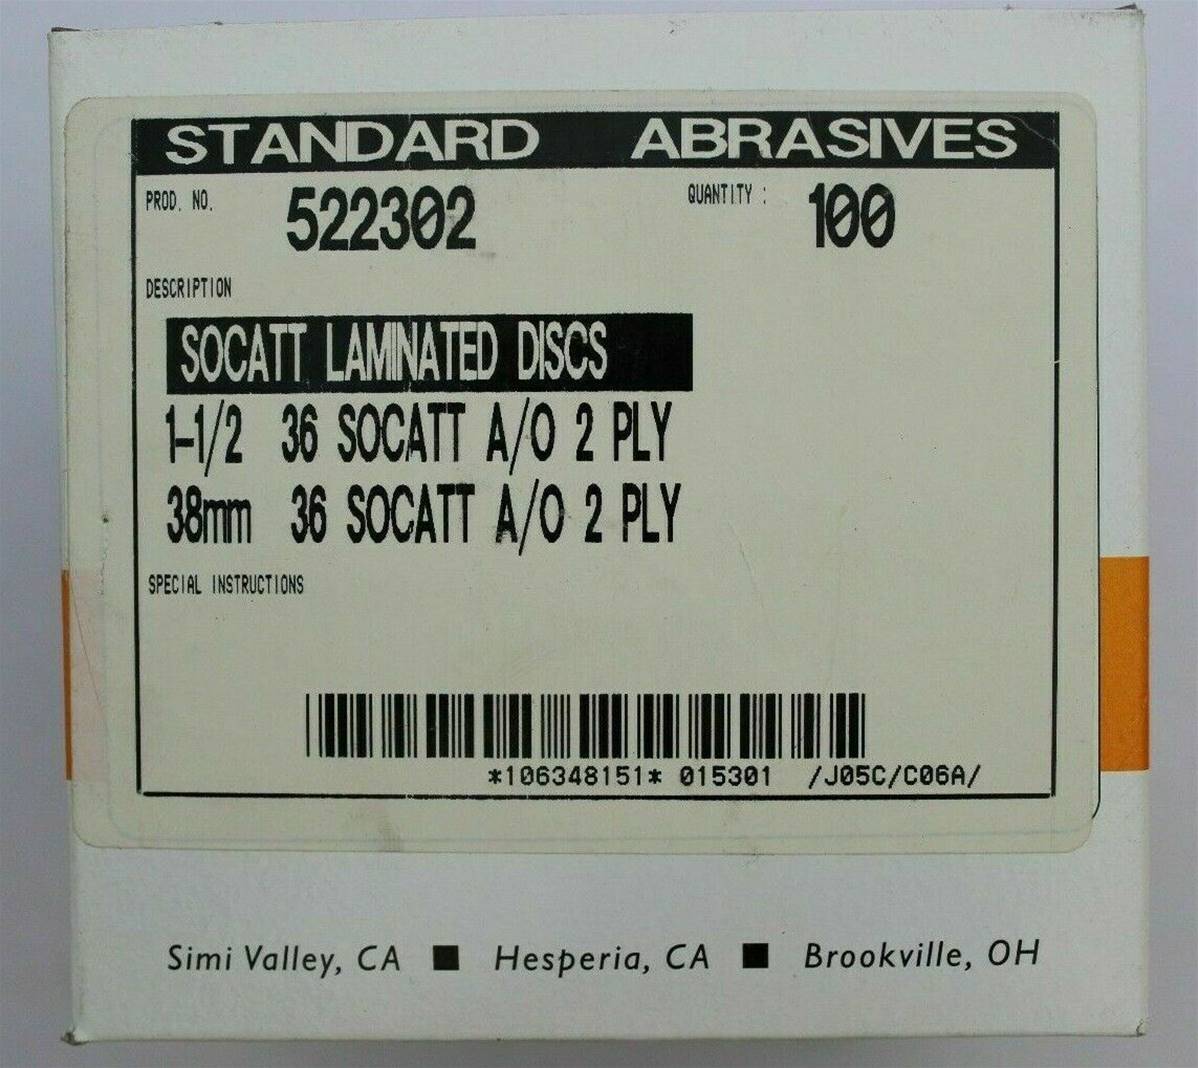 STANDARD ABRASIVES
PROD. NO. 522302 QUANTITY : 100
DESCRIPTION
SOCATT LAMINATED DISCS
1-1/2 36 SOCATT A/O 2 PLY
38mm 36 SOCATT A/O 2 PLY
SPECIAL INSTRUCTIONS
*106348151* 015301 /J05C/C06A/
Simi Valley, CA ■ Hesperia, CA ■ Brookville, OH